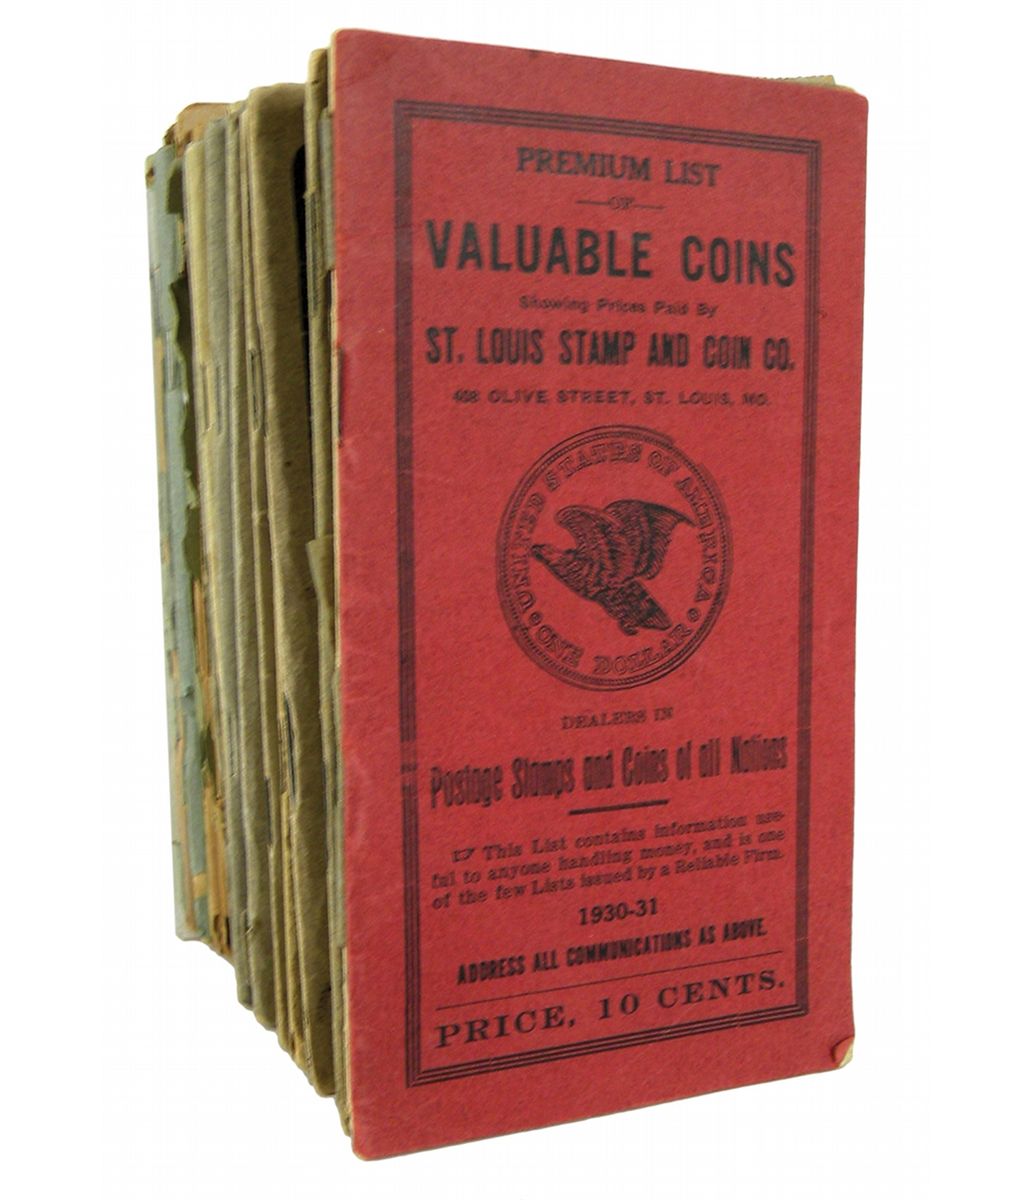 PREMIUM LIST
OF
VALUABLE COINS
Showing Prices Paid By
ST. LOUIS STAMP AND COIN CO.
408 OLIVE STREET, ST. LOUIS, MO.
UNITED STATES OF AMERICA
ONE DOLLAR
DEALERS IN
Postage Stamps and Coins of all Nations
☞ This List contains information use-
ful to anyone handling money, and is one
of the few Lists issued by a Reliable Firm.
1930-31
ADDRESS ALL COMMUNICATIONS AS ABOVE.
PRICE, 10 CENTS.